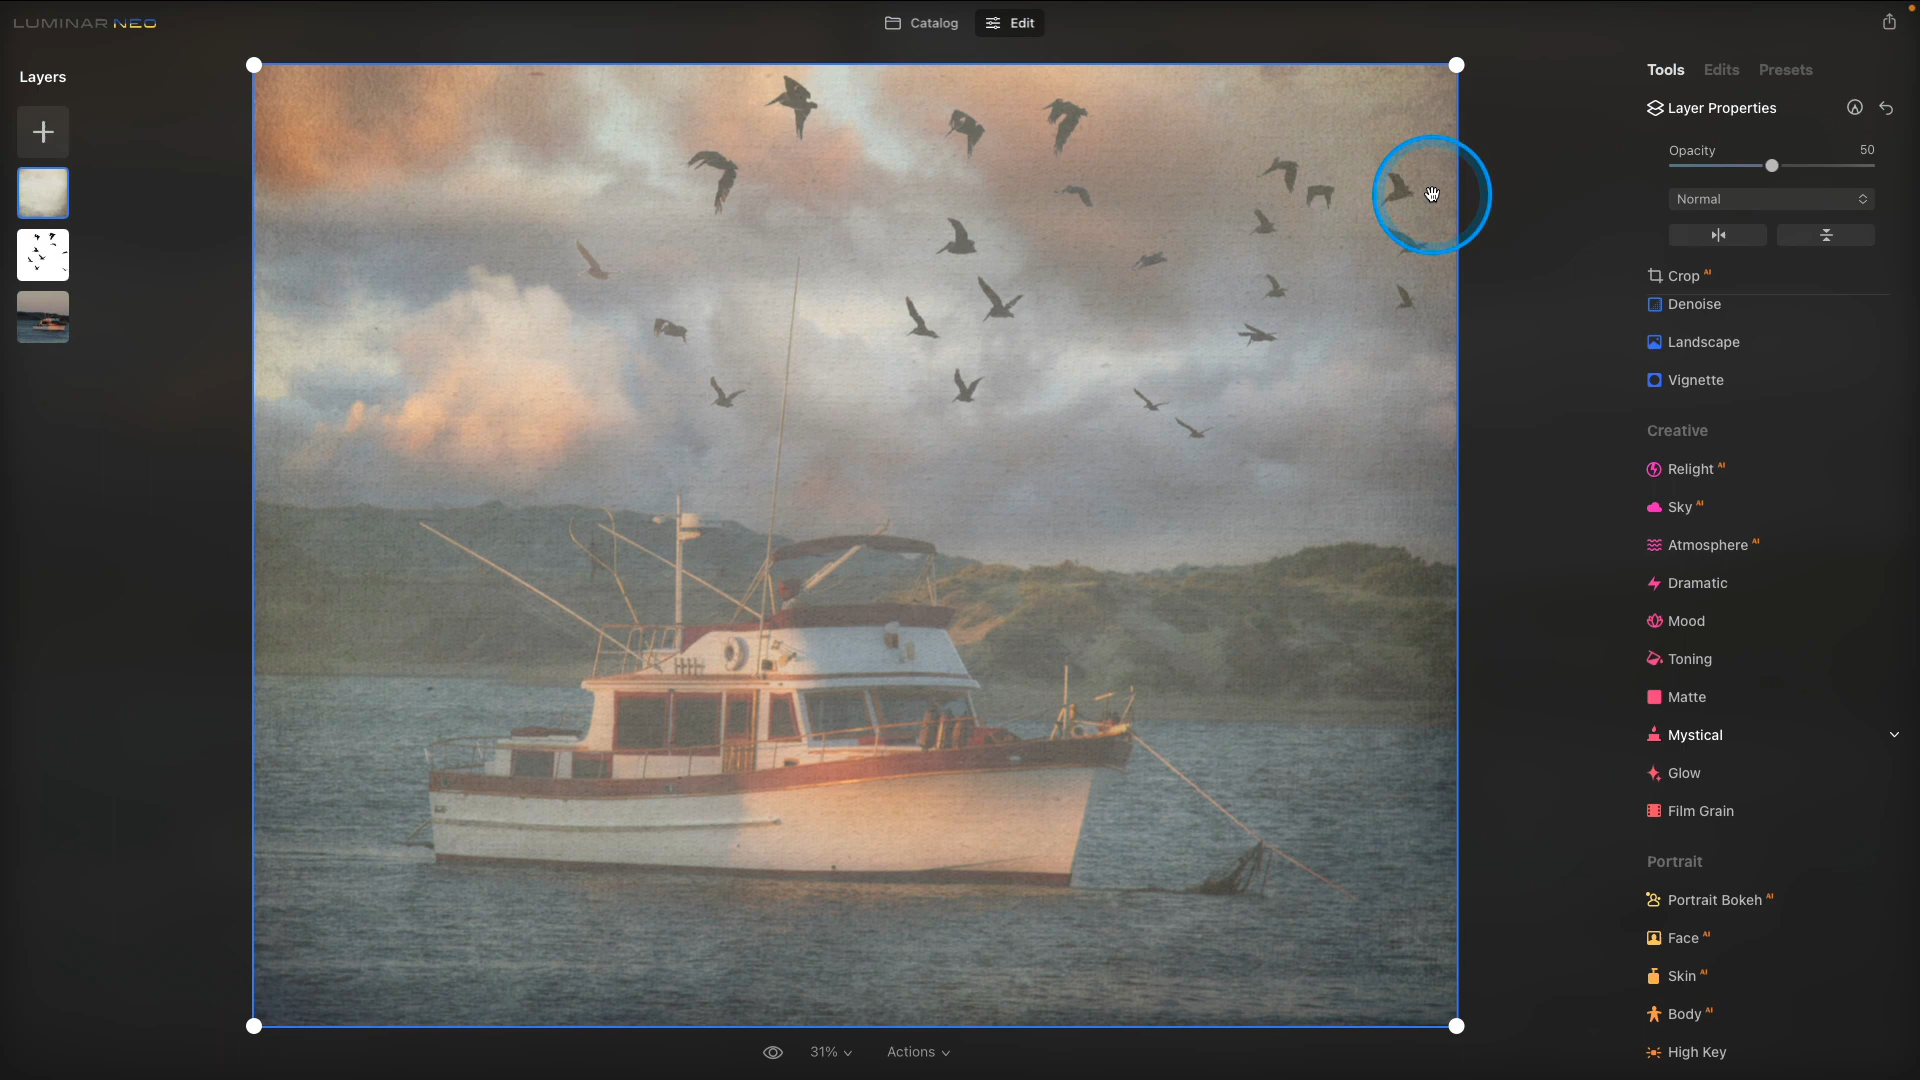 LUMINAR NEO
Catalog
Edit
Layers
Tools
Edits
Presets
Layer Properties
Opacity
50
Normal
Crop AI
Denoise
Landscape
Vignette
Creative
Relight AI
Sky AI
Atmosphere AI
Dramatic
Mood
Toning
Matte
Mystical
Glow
Film Grain
Portrait
Portrait Bokeh AI
Face AI
Skin AI
Body AI
High Key
31%
Actions